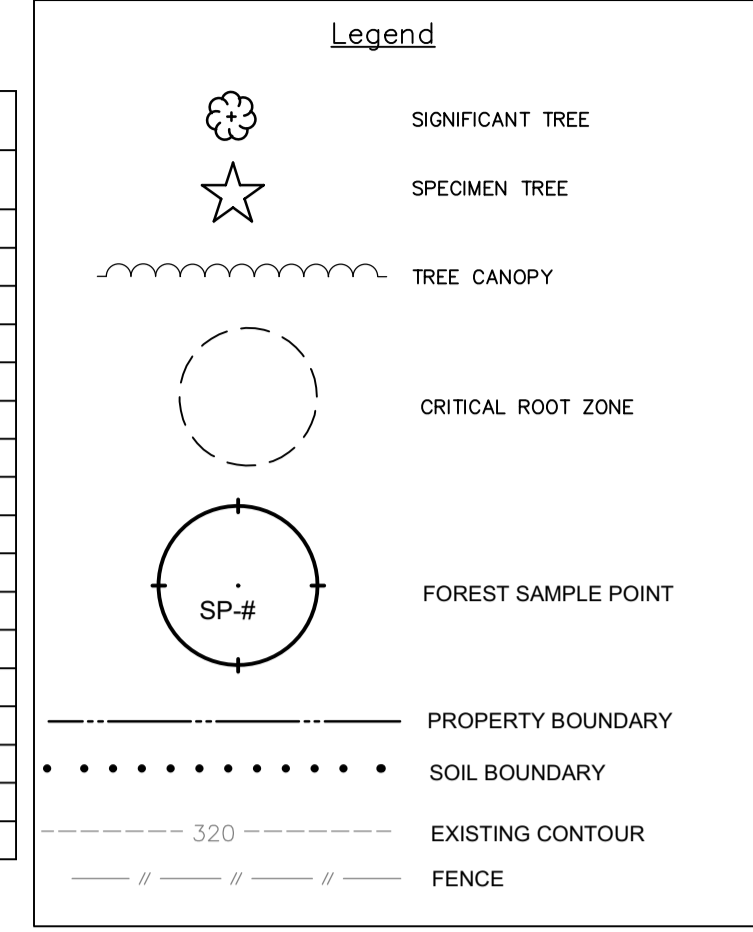 Legend
SIGNIFICANT TREE
SPECIMEN TREE
TREE CANOPY
CRITICAL ROOT ZONE
SP-#
FOREST SAMPLE POINT
PROPERTY BOUNDARY
SOIL BOUNDARY
320 EXISTING CONTOUR
FENCE